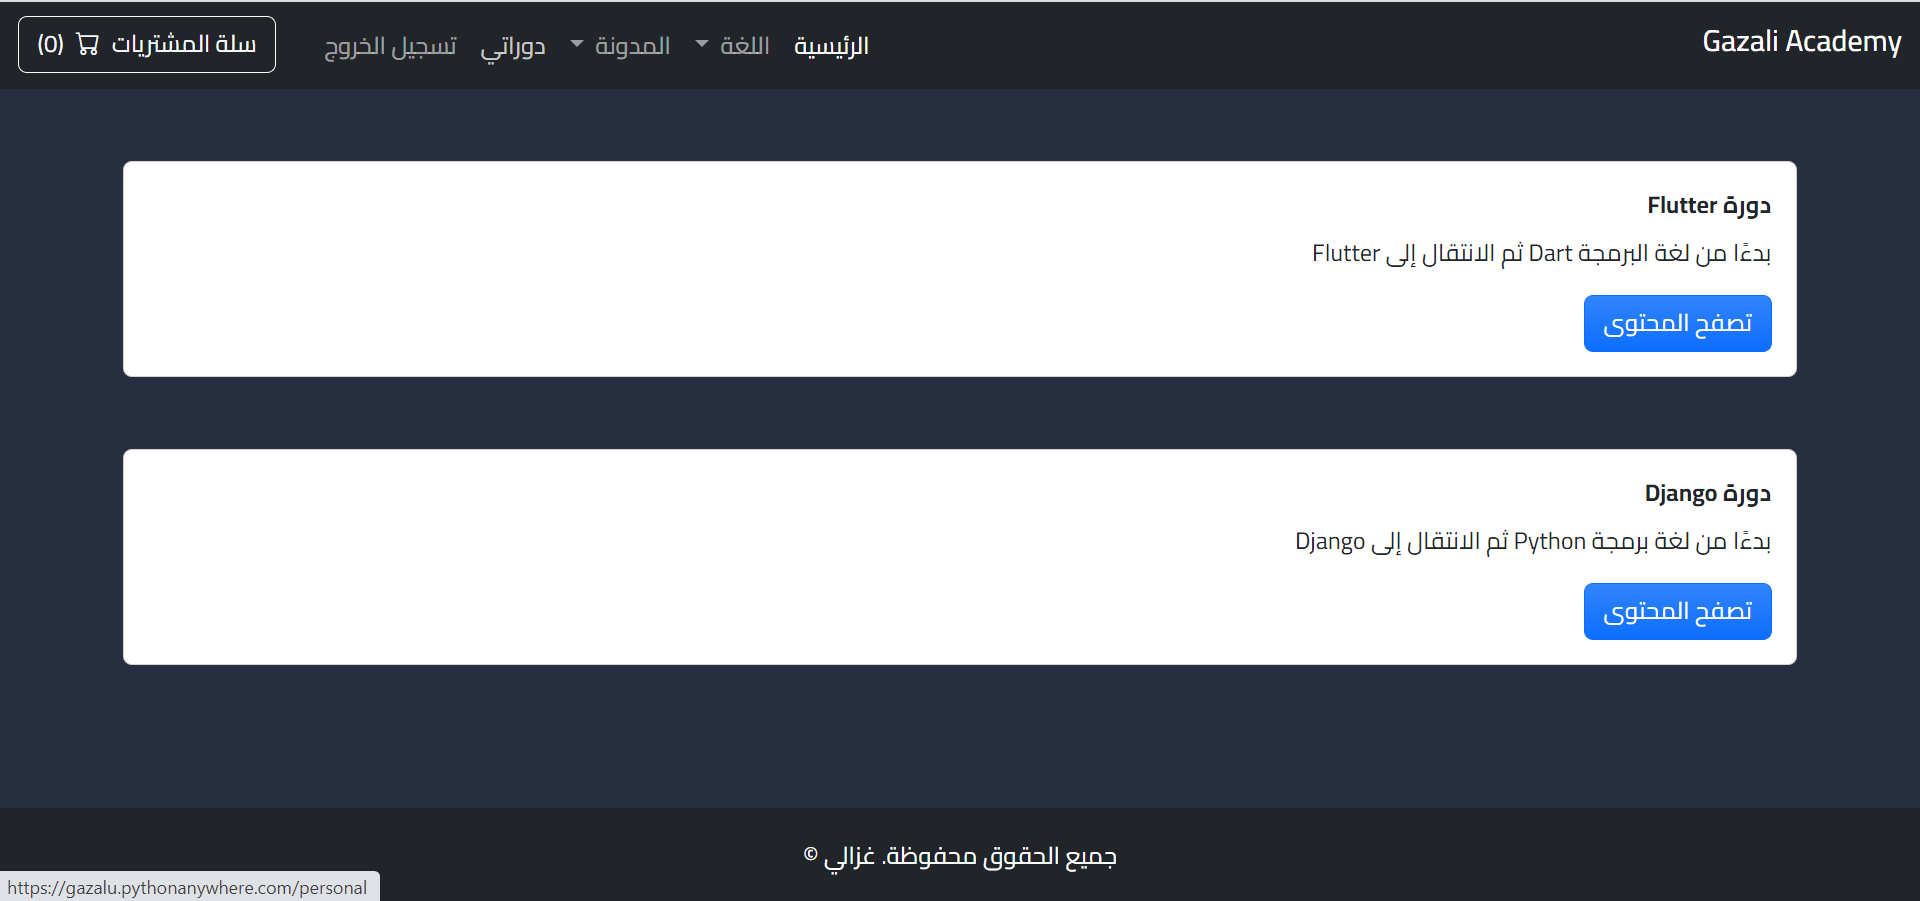 Gazali Academy
الرئيسية
اللغة
المدونة
دوراتي
تسجيل الخروج
سلة المشتريات (0)
دورة Flutter
بدءًا من لغة البرمجة Dart ثم الانتقال إلى Flutter
تصفح المحتوى
دورة Django
بدءًا من لغة برمجة Python ثم الانتقال إلى Django
تصفح المحتوى
جميع الحقوق محفوظة. غزالي ©
https://gazalu.pythonanywhere.com/personal